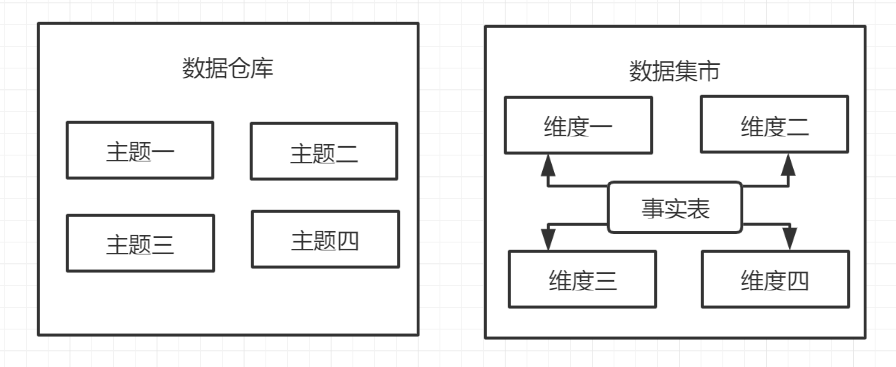 数据仓库
主题一
主题二
主题三
主题四
数据集市
维度一
维度二
事实表
维度三
维度四